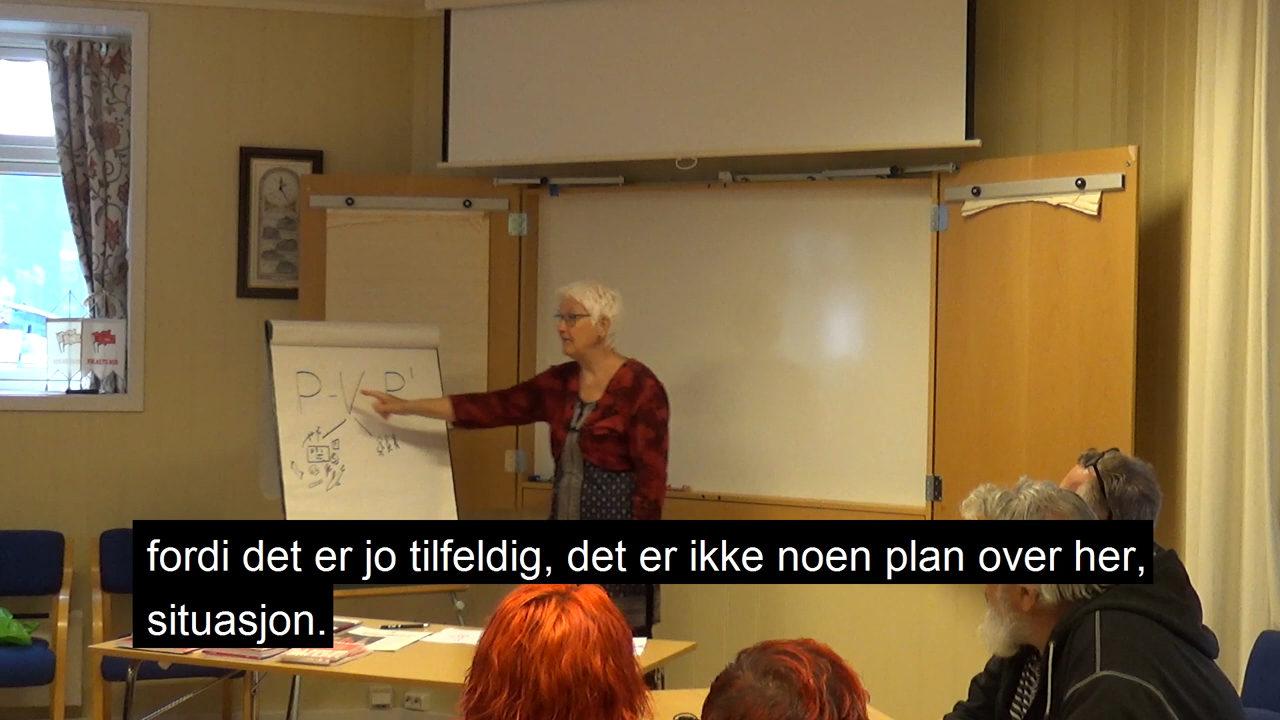 P-V-P'
fordi det er jo tilfeldig, det er ikke noen plan over her,
situasjon.